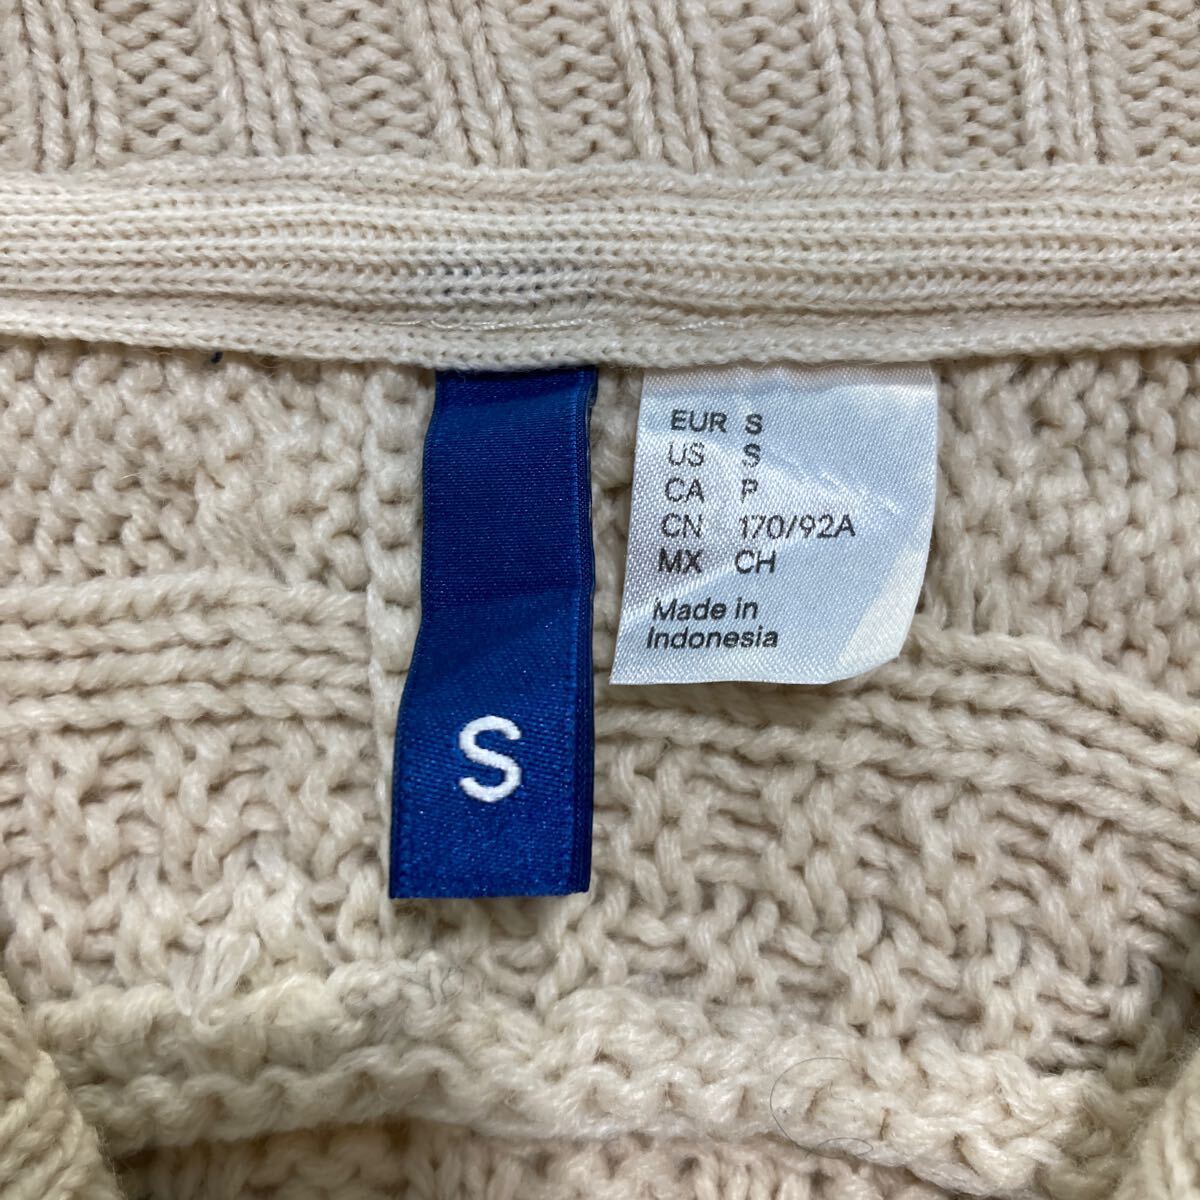 S
EUR S
US S
CA P
CN 170/92A
MX CH
Made in
Indonesia